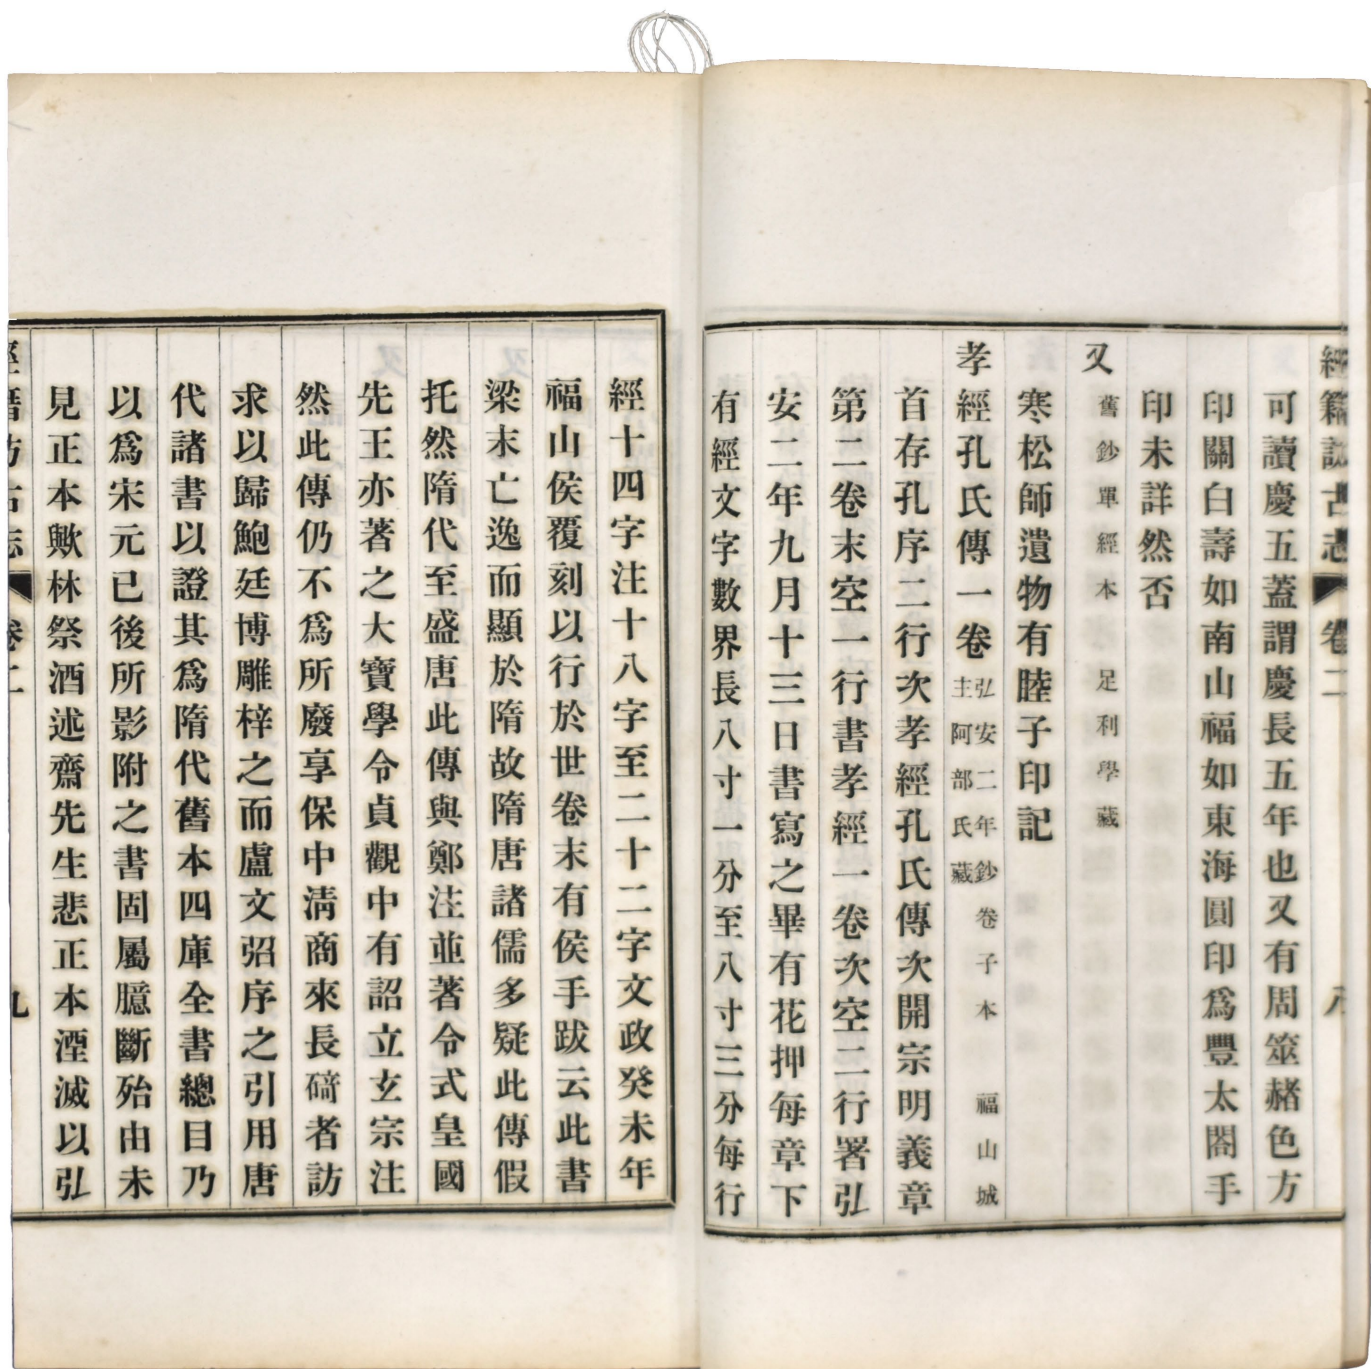 經籍訪古志 卷二 八
可讀慶五蓋謂慶長五年也又有周筮赭色方
印關白壽如南山福如東海圓印爲豐太閤手
印未詳然否
又 舊鈔單經本 足利學藏
寒松師遺物有睦子印記
孝經孔氏傳一卷 弘安二年鈔卷子本 福山城主阿部氏藏
首存孔序二行次孝經孔氏傳次開宗明義章
第二卷末空一行書孝經一卷次空二行署弘
安二年九月十三日書寫之畢有花押每章下
有經文字數界長八寸一分至八寸三分每行
經十四字注十八字至二十二字文政癸未年
福山侯覆刻以行於世卷末有侯手跋云此書
梁末亡逸而顯於隋故隋唐諸儒多疑此傳假
托然隋代至盛唐此傳與鄭注並著令式皇國
先王亦著之大寶學令貞觀中有詔立玄宗注
然此傳仍不爲所廢享保中淸商來長碕者訪
求以歸鮑廷博雕梓之而盧文弨序之引用唐
代諸書以證其爲隋代舊本四庫全書總目乃
以爲宋元已後所影附之書固屬臆斷殆由未
見正本歟林祭酒述齋先生悲正本湮滅以弘
經籍訪古志 卷二 九